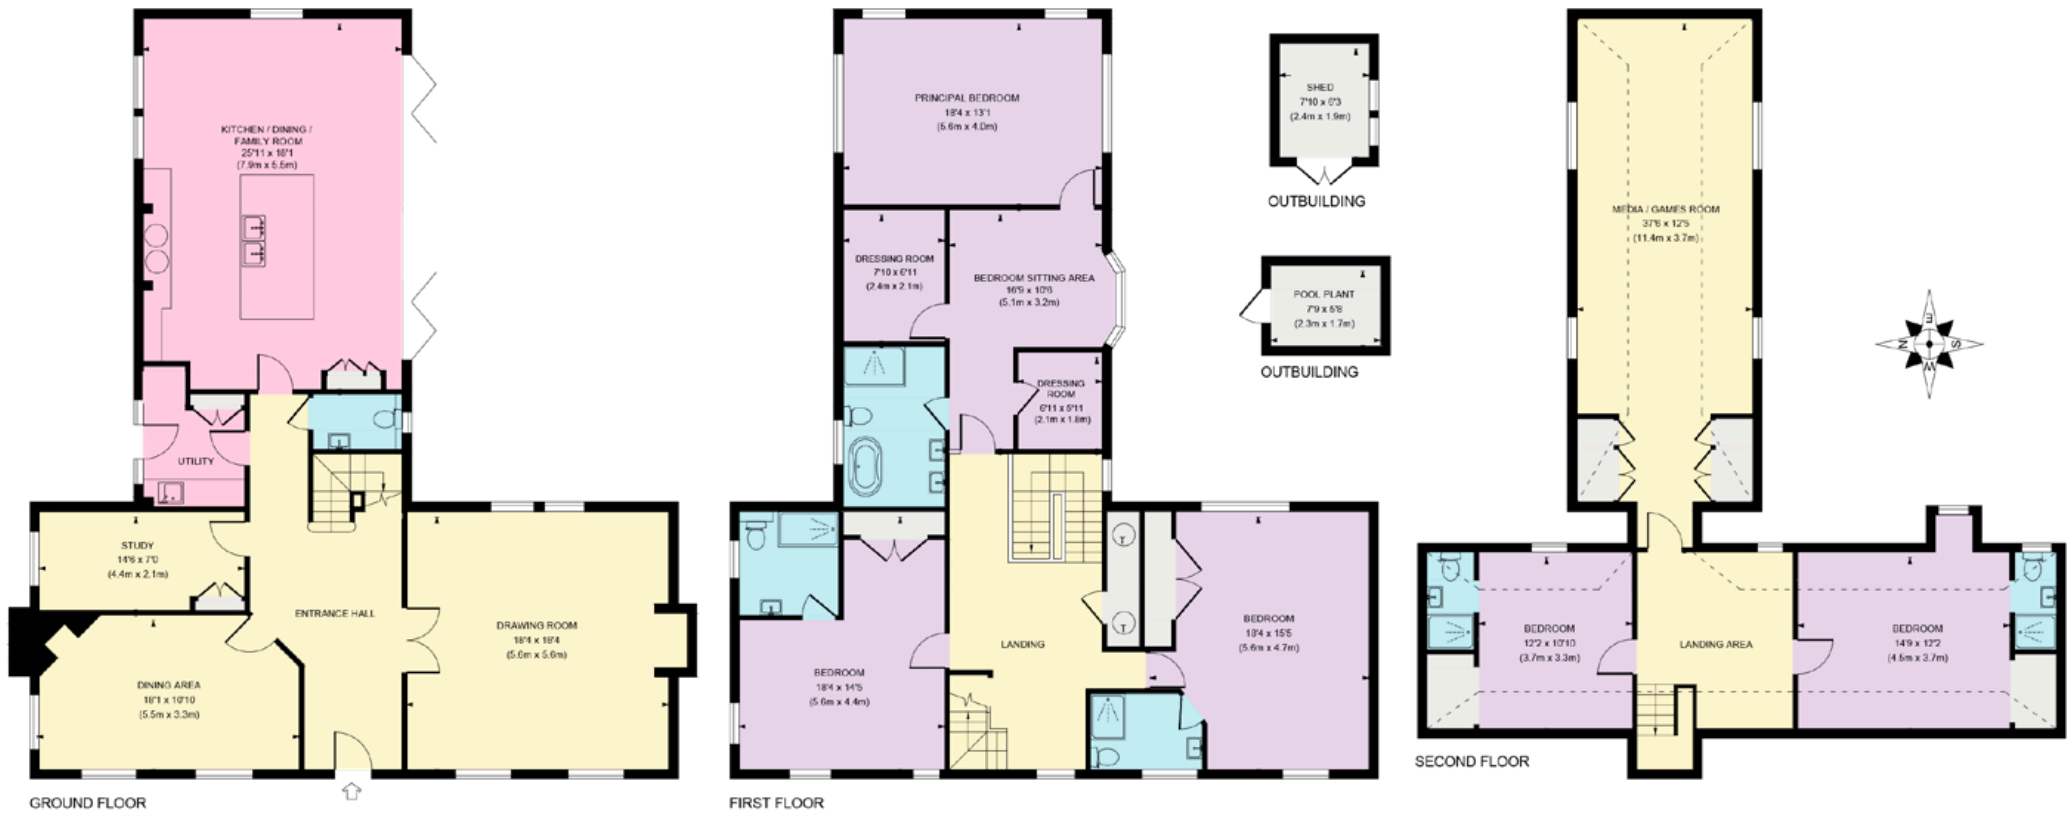 KITCHEN / DINING /
FAMILY ROOM
25'11 x 18'1
(7.9m x 5.5m)
UTILITY
STUDY
14'6 x 7'0
(4.4m x 2.1m)
ENTRANCE HALL
DINING AREA
18'1 x 10'10
(5.5m x 3.3m)
DRAWING ROOM
18'4 x 18'4
(5.6m x 5.6m)
GROUND FLOOR
PRINCIPAL BEDROOM
18'4 x 13'1
(5.6m x 4.0m)
DRESSING ROOM
7'10 x 6'11
(2.4m x 2.1m)
BEDROOM SITTING AREA
16'9 x 10'6
(5.1m x 3.2m)
DRESSING
ROOM
6'11 x 5'11
(2.1m x 1.8m)
T
T
LANDING
BEDROOM
18'4 x 14'5
(5.6m x 4.4m)
BEDROOM
18'4 x 15'5
(5.6m x 4.7m)
FIRST FLOOR
SHED
7'10 x 6'3
(2.4m x 1.9m)
OUTBUILDING
POOL PLANT
7'9 x 5'8
(2.3m x 1.7m)
OUTBUILDING
MEDIA / GAMES ROOM
37'6 x 12'5
(11.4m x 3.7m)
BEDROOM
12'2 x 10'10
(3.7m x 3.3m)
LANDING AREA
BEDROOM
14'9 x 12'2
(4.5m x 3.7m)
SECOND FLOOR
E
N
S
W